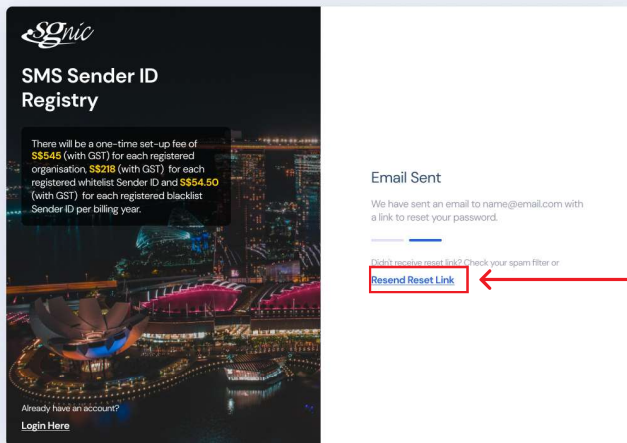 sgnic
SMS Sender ID
Registry
There will be a one-time set-up fee of
S$545 (with GST) for each registered
organisation, S$218 (with GST) for each
registered whitelist Sender ID and S$54.50
(with GST) for each registered blacklist
Sender ID per billing year.
Already have an account?
Login Here
Email Sent
We have sent an email to name@email.com with
a link to reset your password.
Didn't receive reset link? Check your spam filter or
Resend Reset Link